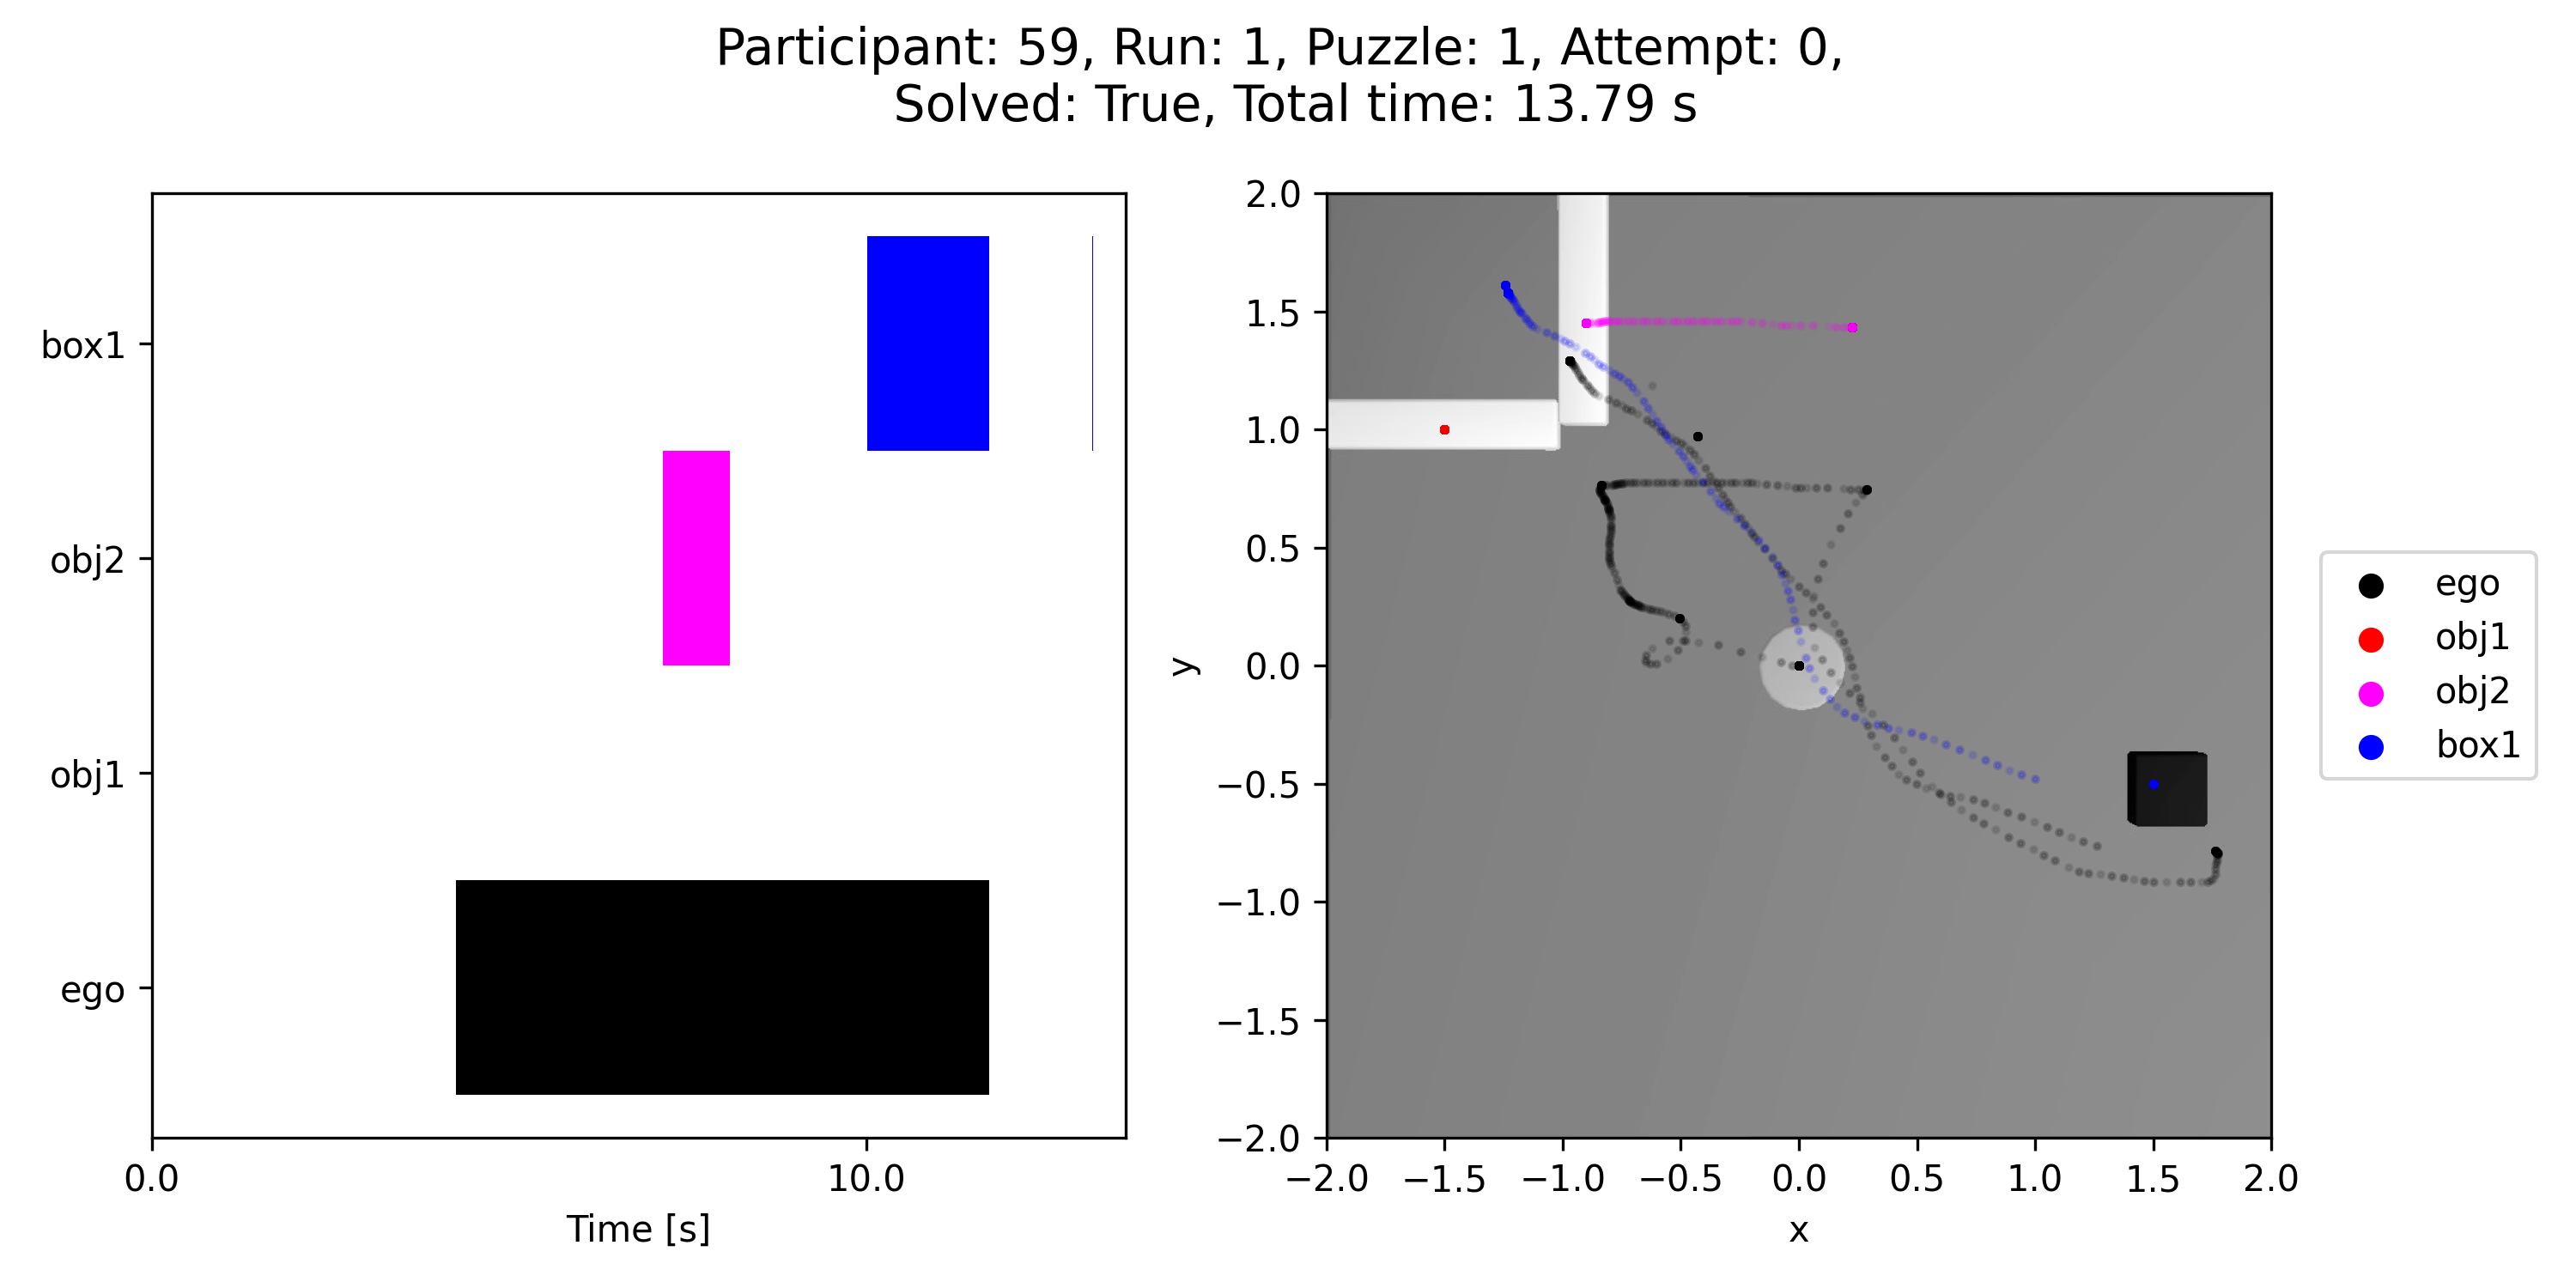 Participant: 59, Run: 1, Puzzle: 1, Attempt: 0,
Solved: True, Total time: 13.79 s
box1
obj2
obj1
ego
0.0
10.0
Time [s]
y
2.0
1.5
1.0
0.5
0.0
−0.5
−1.0
−1.5
−2.0
−2.0
−1.5
−1.0
−0.5
0.0
0.5
1.0
1.5
2.0
x
ego
obj1
obj2
box1